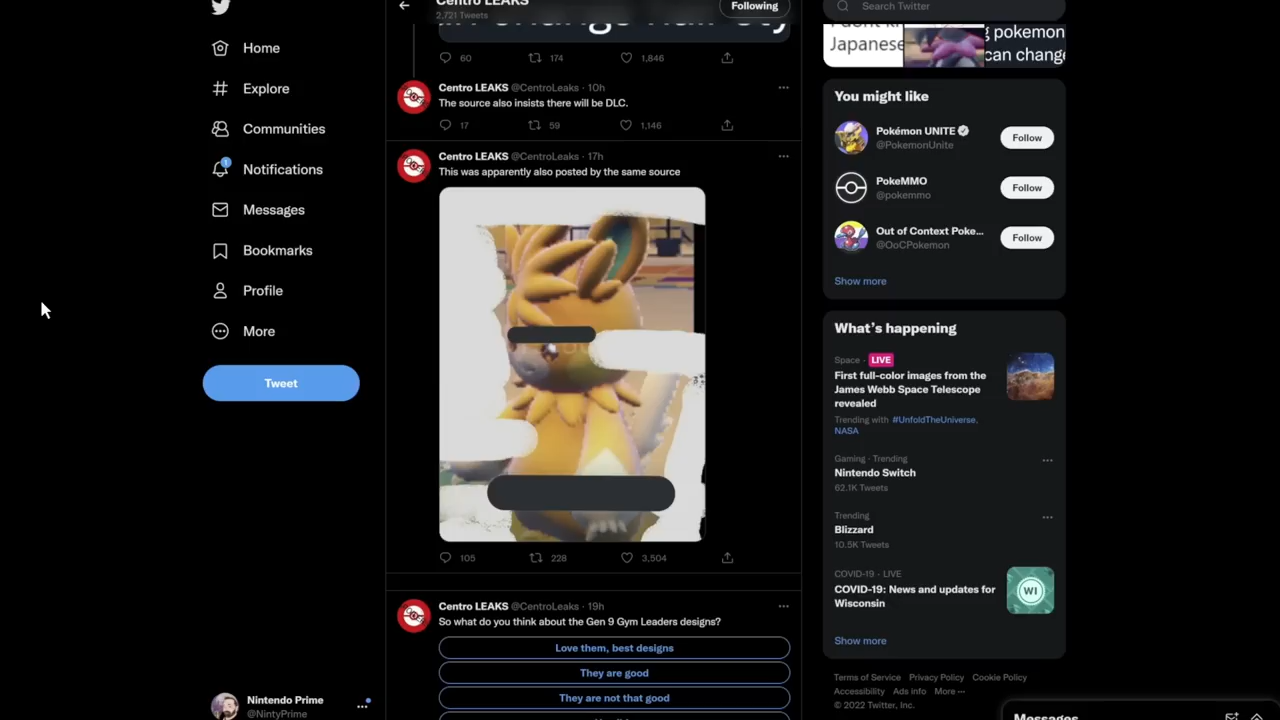 Centro LEAKS
2,721 Tweets
Following
Search Twitter
Home
Explore
Communities
1
Notifications
Messages
Bookmarks
Profile
More
Tweet
Nintendo Prime
@NintyPrime
60 174 1,846
Centro LEAKS @CentroLeaks · 10h
The source also insists there will be DLC.
17 59 1,146
Centro LEAKS @CentroLeaks · 17h
This was apparently also posted by the same source
105 228 3,504
Centro LEAKS @CentroLeaks · 19h
So what do you think about the Gen 9 Gym Leaders designs?
Love them, best designs
They are good
They are not that good
Japanese
pokemon
can change
You might like
Pokémon UNITE
@PokemonUnite
Follow
PokeMMO
@pokemmo
Follow
Out of Context Poke...
@OoCPokemon
Follow
Show more
What's happening
Space · LIVE
First full-color images from the
James Webb Space Telescope
revealed
Trending with #UnfoldTheUniverse,
NASA
Gaming · Trending
Nintendo Switch
62.1K Tweets
Trending
Blizzard
10.5K Tweets
COVID-19 · LIVE
COVID-19: News and updates for
Wisconsin
WI
Show more
Terms of Service Privacy Policy Cookie Policy
Accessibility Ads info More ···
© 2022 Twitter, Inc.
Messages